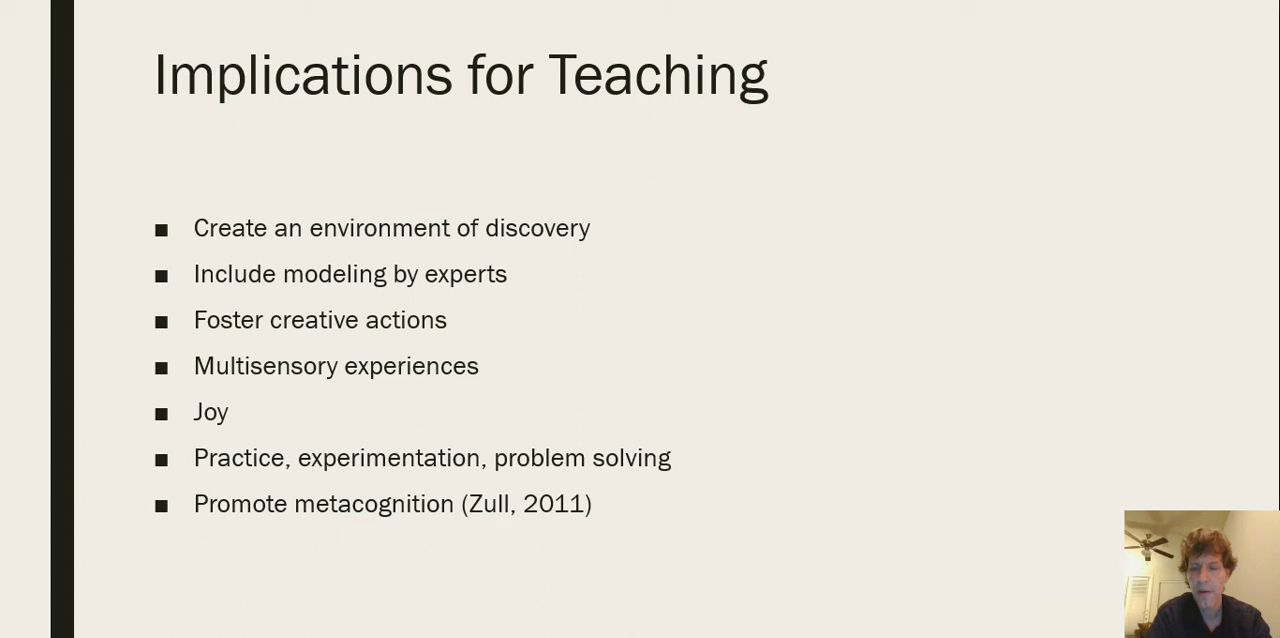 Implications for Teaching
■ Create an environment of discovery
■ Include modeling by experts
■ Foster creative actions
■ Multisensory experiences
■ Joy
■ Practice, experimentation, problem solving
■ Promote metacognition (Zull, 2011)